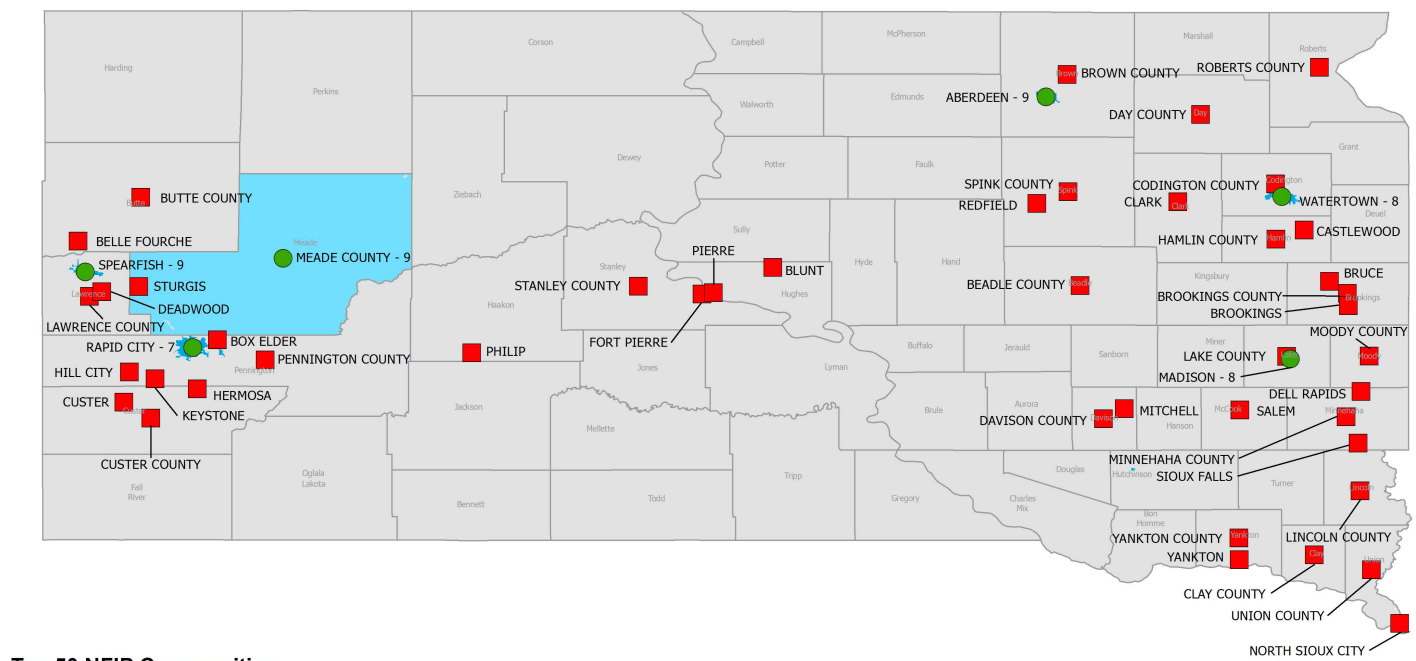 Harding
Perkins
Corson
Campbell
McPherson
Marshall
Roberts
ROBERTS COUNTY
Brown
BROWN COUNTY
ABERDEEN - 9
Walworth
Edmunds
DAY COUNTY
Day
Grant
Dewey
Potter
Faulk
Ziebach
BUTTE COUNTY
Butte
SPINK COUNTY
Spink
REDFIELD
CODINGTON COUNTY
Codington
CLARK
Clark
WATERTOWN - 8
Deuel
CASTLEWOOD
HAMLIN COUNTY
Hamlin
BELLE FOURCHE
Meade
MEADE COUNTY - 9
SPEARFISH - 9
STURGIS
Lawrence
DEADWOOD
LAWRENCE COUNTY
Sully
PIERRE
Stanley
STANLEY COUNTY
BLUNT
Hughes
Hyde
Hand
BEADLE COUNTY
Beadle
Kingsbury
BRUCE
BROOKINGS COUNTY
Brookings
BROOKINGS
Haakon
FORT PIERRE
RAPID CITY - 7
BOX ELDER
PENNINGTON COUNTY
Pennington
PHILIP
HILL CITY
HERMOSA
KEYSTONE
CUSTER
Custer
CUSTER COUNTY
Jones
Lyman
Buffalo
Jerauld
Sanborn
Miner
LAKE COUNTY
Lake
MADISON - 8
MOODY COUNTY
Moody
DELL RAPIDS
Jackson
Mellette
Brule
Aurora
DAVISON COUNTY
Davison
MITCHELL
Hanson
McCook
SALEM
Minnehaha
MINNEHAHA COUNTY
SIOUX FALLS
Fall
River
Oglala
Lakota
Bennett
Todd
Tripp
Gregory
Charles
Mix
Douglas
Hutchinson
Turner
Lincoln
LINCOLN COUNTY
Bon
Homme
YANKTON COUNTY
Yankton
YANKTON
Clay
CLAY COUNTY
Union
UNION COUNTY
NORTH SIOUX CITY